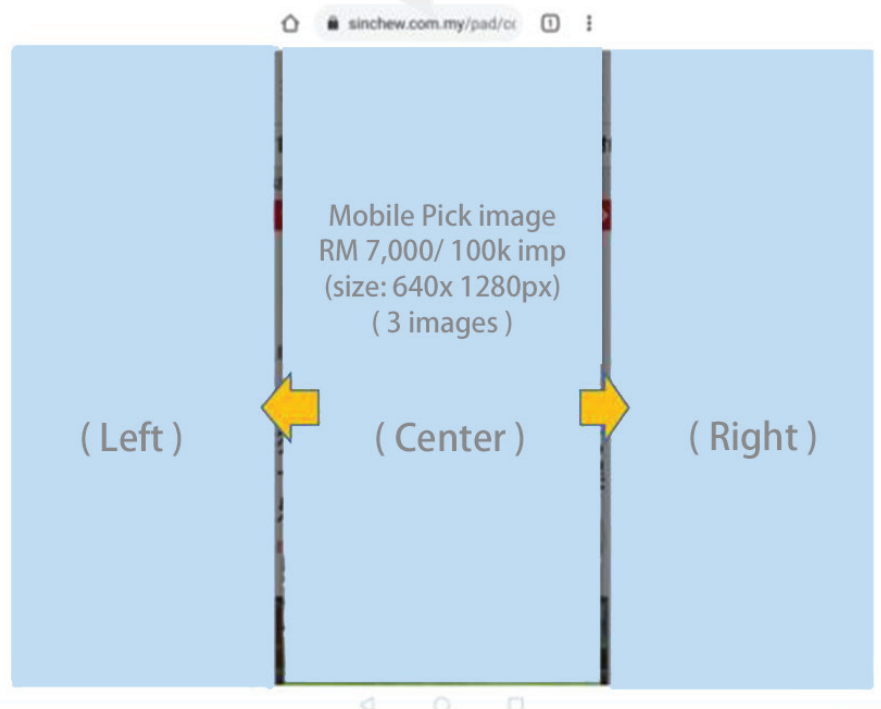 sinchew.com.my/pad/cc
1
Mobile Pick image
RM 7,000/ 100k imp
(size: 640x 1280px)
( 3 images )
( Left )
( Center )
( Right )